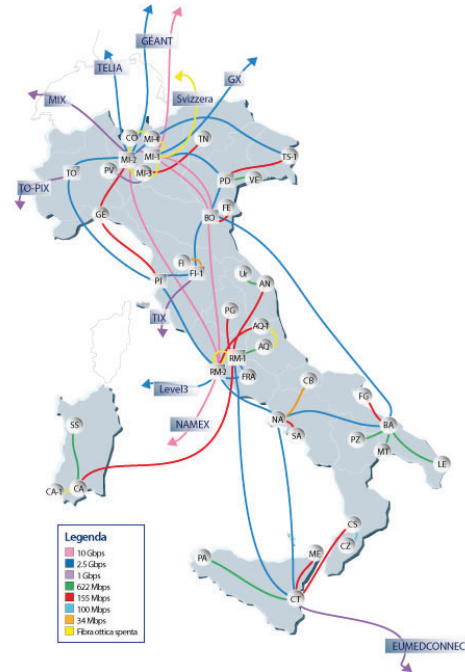 GÉANT
TELIA
GX
Svizzera
MIX
CO
MI-4
TN
MI-2
MI-1
TS-1
TO
PV
MI-3
PD
VE
TO-PIX
GE
FE
BO
FI
FI-1
PI
Ur
AN
TIX
PG
AQ-1
AQ
RM-1
RM-2
FRA
CB
Level3
FG
NAMEX
NA
BA
SA
PZ
MT
LE
SS
CA-1
CA
CS
CZ
ME
PA
CT
EUMEDCONNEC
Legenda
10 Gbps
2.5 Gbps
1 Gbps
622 Mbps
155 Mbps
100 Mbps
34 Mbps
Fibra ottica spenta